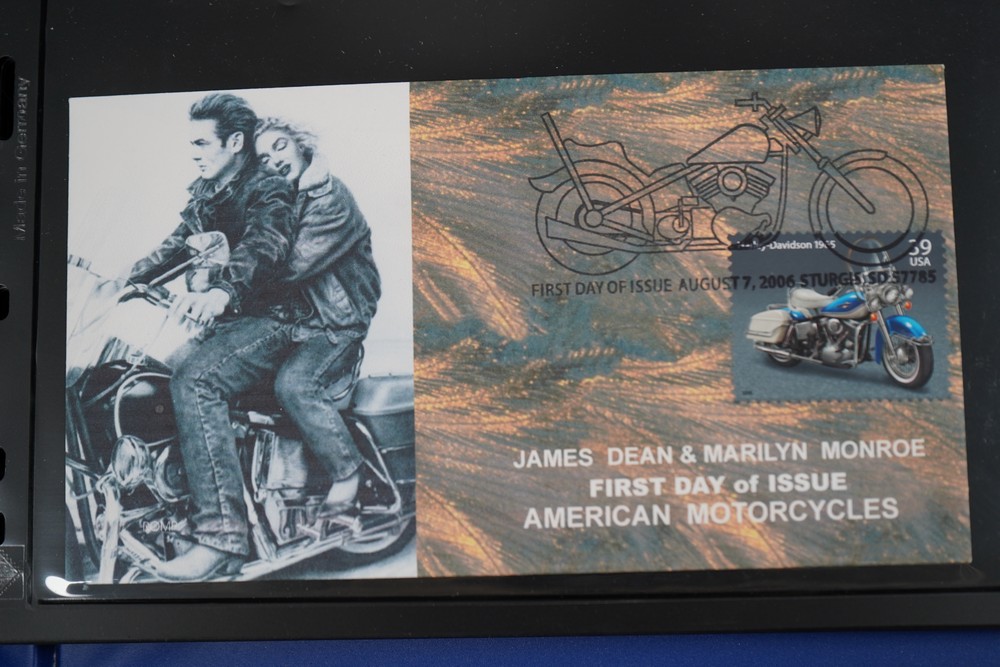 Made in Germany
Harley-Davidson 1965
39
USA
FIRST DAY OF ISSUE AUGUST 7, 2006 STURGIS, SD 57785
JAMES DEAN & MARILYN MONROE
FIRST DAY of ISSUE
AMERICAN MOTORCYCLES